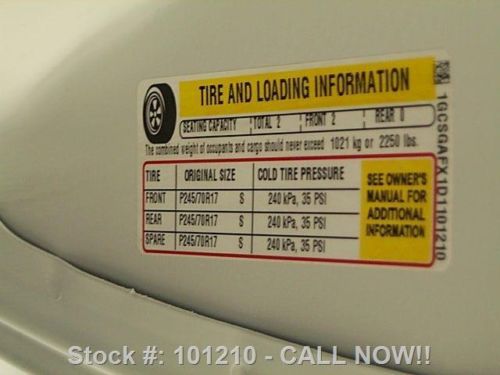 TIRE AND LOADING INFORMATION
SEATING CAPACITY TOTAL 2 FRONT 2 REAR 0
The combined weight of occupants and cargo should never exceed 1021 kg or 2250 lbs.
TIRE ORIGINAL SIZE COLD TIRE PRESSURE
FRONT P245/70R17 S 240 kPa, 35 PSI
REAR P245/70R17 S 240 kPa, 35 PSI
SPARE P245/70R17 S 240 kPa, 35 PSI
SEE OWNER'S
MANUAL FOR
ADDITIONAL
INFORMATION
1GCSGAFX1D1101210
Stock #: 101210 - CALL NOW!!